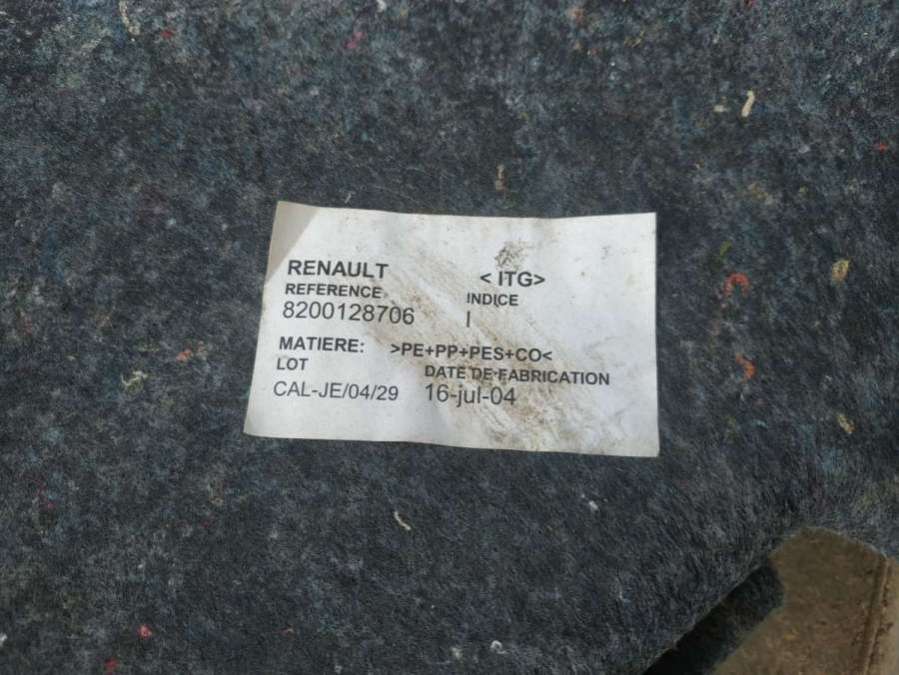 RENAULT <ITG>
REFERENCE INDICE
8200128706 I
MATIERE: >PE+PP+PES+CO<
LOT DATE DE FABRICATION
CAL-JE/04/29 16-jul-04